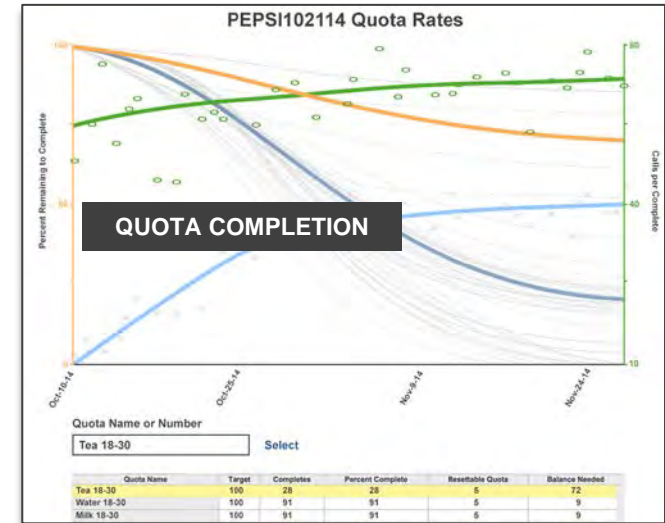 PEPSI102114 Quota Rates
100
80
Percent Remaining to Complete
Calls per Complete
50
40
QUOTA COMPLETION
0
10
Oct-10-14
Oct-25-14
Nov-9-14
Nov-24-14
Quota Name or Number
Tea 18-30 Select
Quota Name Target Completes Percent Complete Resettable Quota Balance Needed
Tea 18-30 100 28 28 5 72
Water 18-30 100 91 91 5 9
Milk 18-30 100 91 91 5 9